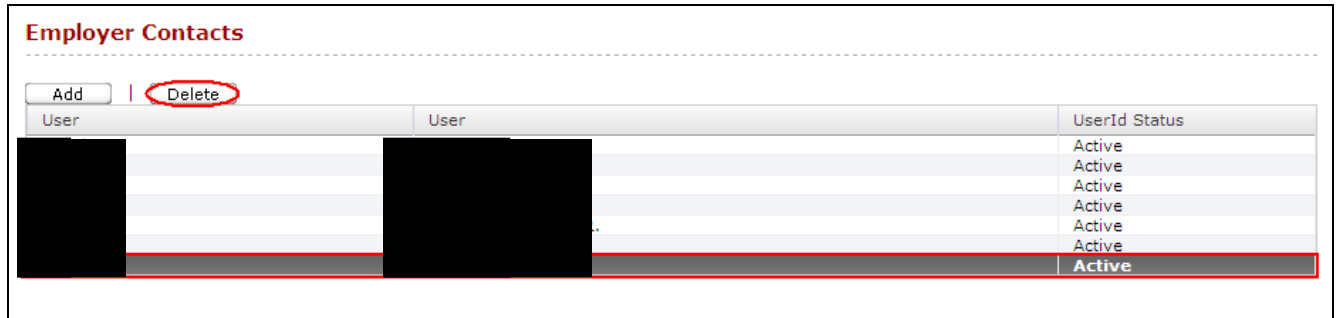 Employer Contacts
Add | Delete
User User UserId Status
Active
Active
Active
Active
Active
Active
Active